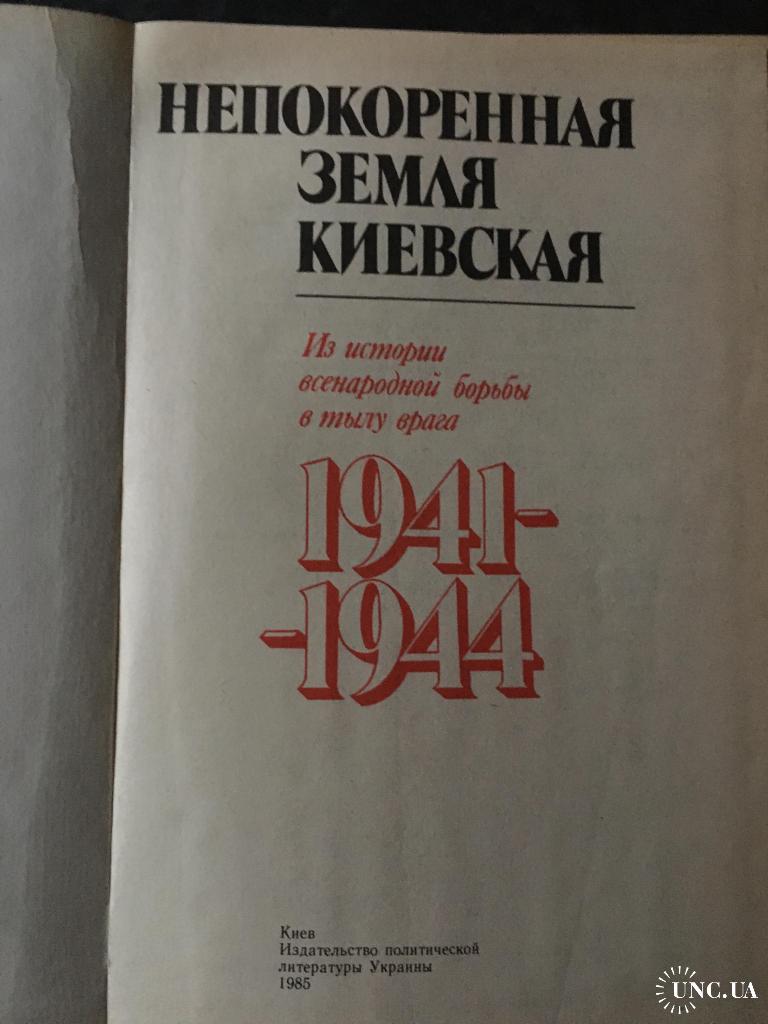 НЕПОКОРЕННАЯ
ЗЕМЛЯ
КИЕВСКАЯ
Из истории
всенародной борьбы
в тылу врага
1941–
–1944
Киев
Издательство политической
литературы Украины
1985
UNC.UA